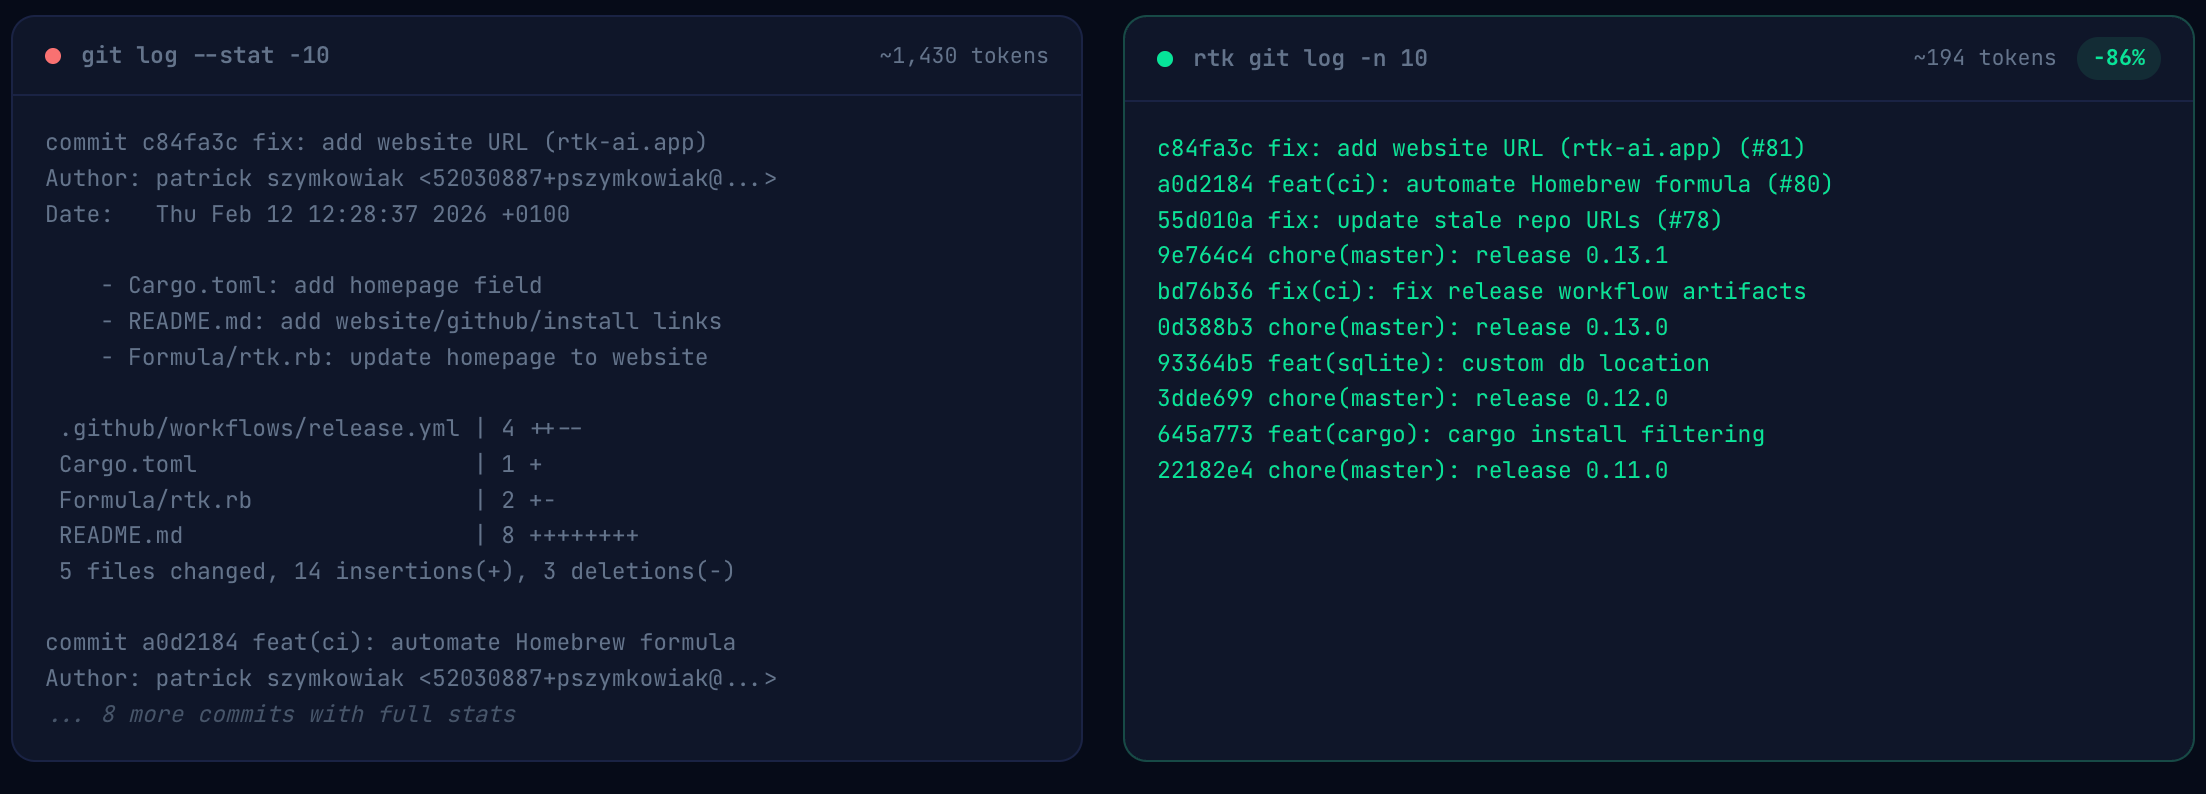 git log --stat -10
~1,430 tokens
commit c84fa3c fix: add website URL (rtk-ai.app)
Author: patrick szymkowiak <52030887+pszymkowiak@...>
Date:   Thu Feb 12 12:28:37 2026 +0100
    - Cargo.toml: add homepage field
    - README.md: add website/github/install links
    - Formula/rtk.rb: update homepage to website
 .github/workflows/release.yml | 4 ++--
 Cargo.toml                    | 1 +
 Formula/rtk.rb                | 2 +-
 README.md                     | 8 ++++++++
 5 files changed, 14 insertions(+), 3 deletions(-)
commit a0d2184 feat(ci): automate Homebrew formula
Author: patrick szymkowiak <52030887+pszymkowiak@...>
... 8 more commits with full stats
rtk git log -n 10
~194 tokens
-86%
c84fa3c fix: add website URL (rtk-ai.app) (#81)
a0d2184 feat(ci): automate Homebrew formula (#80)
55d010a fix: update stale repo URLs (#78)
9e764c4 chore(master): release 0.13.1
bd76b36 fix(ci): fix release workflow artifacts
0d388b3 chore(master): release 0.13.0
93364b5 feat(sqlite): custom db location
3dde699 chore(master): release 0.12.0
645a773 feat(cargo): cargo install filtering
22182e4 chore(master): release 0.11.0